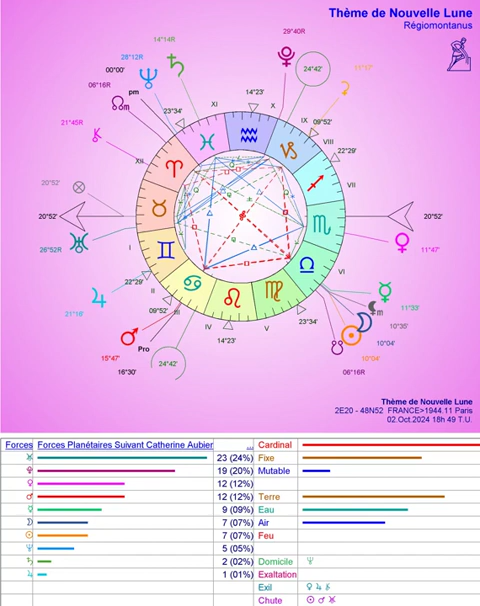 Thème de Nouvelle Lune
Régiomontanus
29°40R
14°14R
28°12R
24°42'
11°17'
00°00'
pm
06°16R
m
23°34'
XI
14°23'
X
IX
09°52'
VIII
22°29'
21°45R
XII
VII
20°52'
20°52'
20°52'
26°52R
11°47'
I
22°29'
II
VI
21°16'
09°52'
III
IV
14°23'
V
23°34'
11°33'
m
10°35'
10°04'
10°04'
06°16R
15°47'
Pro
16°30'
24°42'
Thème de Nouvelle Lune
2E20 - 48N52 FRANCE>1944.11 Paris
02.Oct.2024 18h 49 T.U.
Forces Forces Planétaires Suivant Catherine Aubier ... Cardinal
23 (24%) Fixe
19 (20%) Mutable
12 (12%)
12 (12%) Terre
9 (09%) Eau
7 (07%) Air
7 (07%) Feu
5 (05%)
2 (02%) Domicile
1 (01%) Exaltation
Exil
Chute